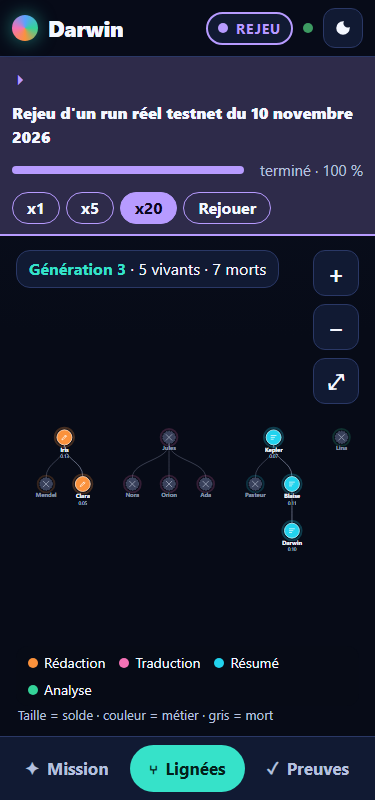 Darwin
REJEU
Rejeu d'un run réel testnet du 10 novembre
2026
terminé · 100 %
x1 x5 x20 Rejouer
Génération 3 · 5 vivants · 7 morts
+
−
Iris Jules Kepler Lina
0.13 0.07
Mendel Clara Nora Orion Ada Pasteur Blaise
0.05 0.11
Darwin
0.10
Rédaction Traduction Résumé
Analyse
Taille = solde · couleur = métier · gris = mort
Mission Lignées Preuves